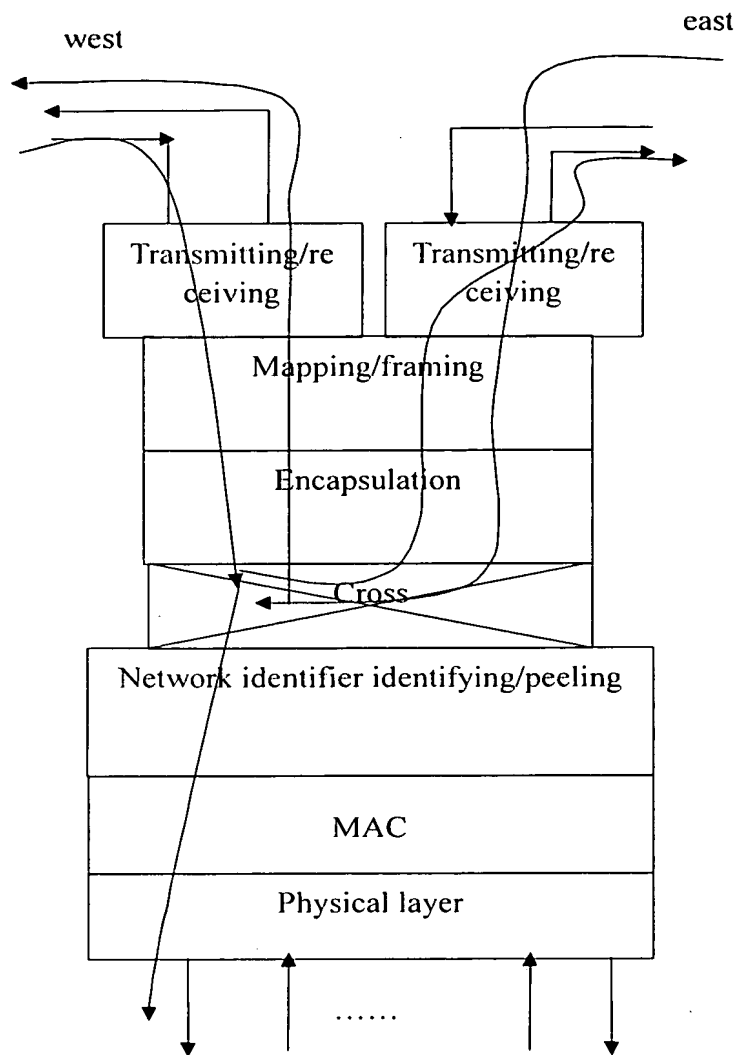 west
east
Transmitting/re
ceiving
Transmitting/re
ceiving
Mapping/framing
Encapsulation
Cross
Network identifier identifying/peeling
MAC
Physical layer
......